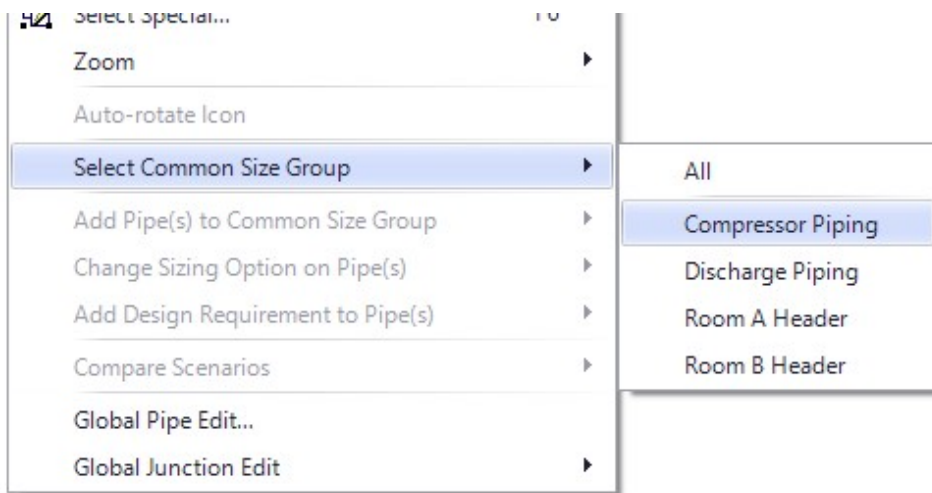 Select Special...
Zoom
Auto-rotate Icon
Select Common Size Group
All
Add Pipe(s) to Common Size Group
Compressor Piping
Change Sizing Option on Pipe(s)
Discharge Piping
Add Design Requirement to Pipe(s)
Room A Header
Compare Scenarios
Room B Header
Global Pipe Edit...
Global Junction Edit